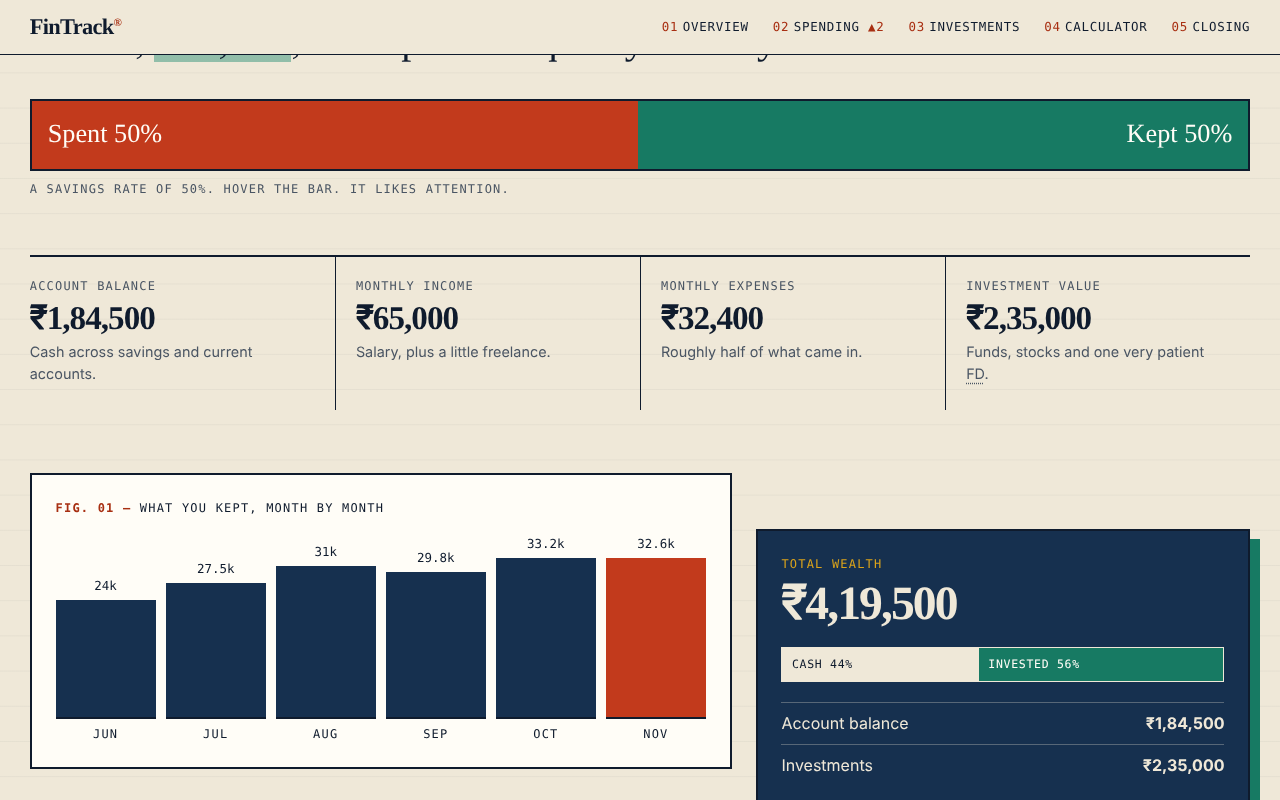 FinTrack®
01 OVERVIEW
02 SPENDING ▲2
03 INVESTMENTS
04 CALCULATOR
05 CLOSING
Spent 50%
Kept 50%
A SAVINGS RATE OF 50%. HOVER THE BAR. IT LIKES ATTENTION.
ACCOUNT BALANCE
₹1,84,500
Cash across savings and current
accounts.
MONTHLY INCOME
₹65,000
Salary, plus a little freelance.
MONTHLY EXPENSES
₹32,400
Roughly half of what came in.
INVESTMENT VALUE
₹2,35,000
Funds, stocks and one very patient
FD.
FIG. 01 — WHAT YOU KEPT, MONTH BY MONTH
24k
27.5k
31k
29.8k
33.2k
32.6k
JUN
JUL
AUG
SEP
OCT
NOV
TOTAL WEALTH
₹4,19,500
CASH 44%
INVESTED 56%
Account balance
₹1,84,500
Investments
₹2,35,000